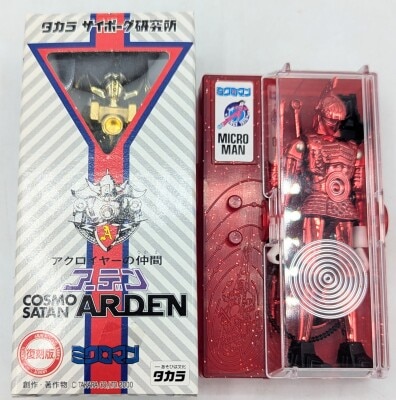 タカラ サイボーグ研究所
アクロイヤーの仲間
アーデン
COSMO
SATAN
ARDEN
復刻版
ミクロマン
タカラ
ミクロマン
MICRO
MAN